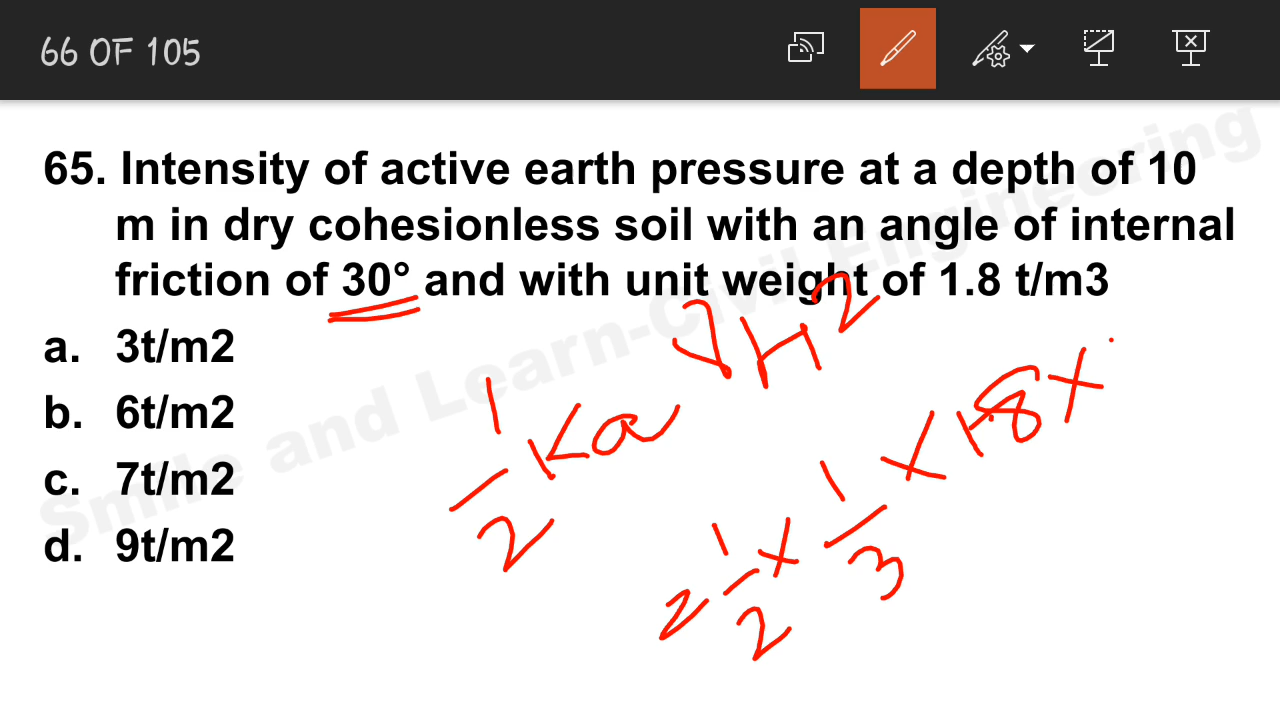 66 OF 105
65. Intensity of active earth pressure at a depth of 10
m in dry cohesionless soil with an angle of internal
friction of 30° and with unit weight of 1.8 t/m3
a. 3t/m2
b. 6t/m2
c. 7t/m2
d. 9t/m2
1/2 Ka γH²
1/2 × 1/3 × 1.8 ×
Smile and Learn-Civil Engineering